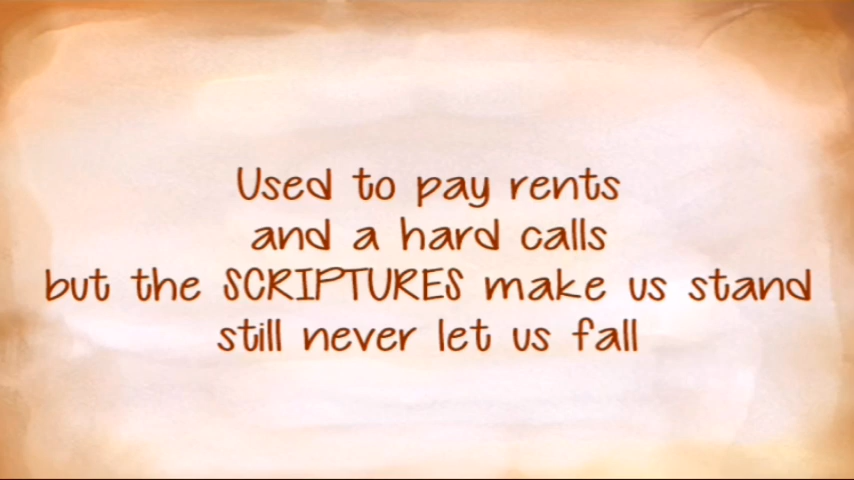 Used to pay rents
and a hard calls
but the SCRIPTURES make us stand
still never let us fall